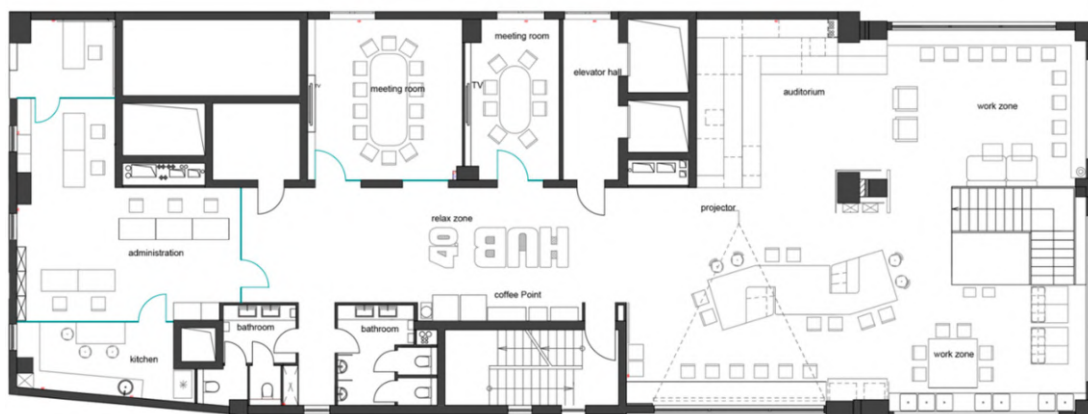 meeting room
meeting room
TV
elevator hall
auditorium
work zone
relax zone
projector
40
HUB
administration
coffee Point
bathroom
bathroom
kitchen
work zone